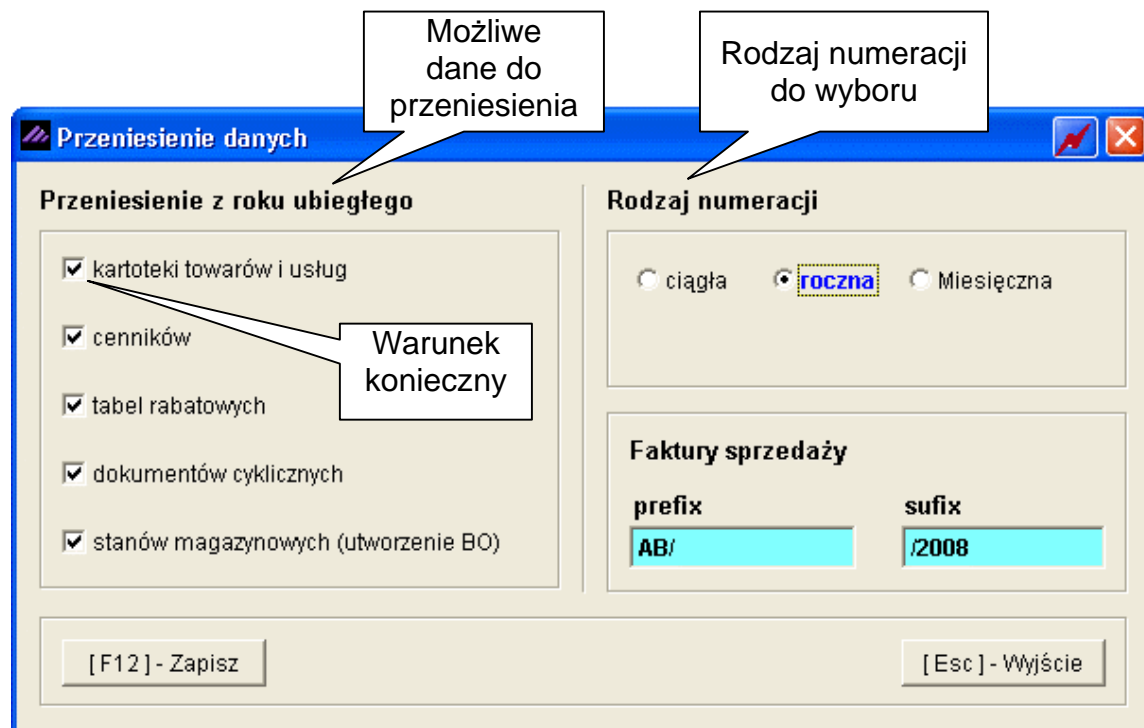 Możliwe
dane do
przeniesienia
Rodzaj numeracji
do wyboru
Przeniesienie danych
Przeniesienie z roku ubiegłego
kartoteki towarów i usług
cenników
Warunek
konieczny
tabel rabatowych
dokumentów cyklicznych
stanów magazynowych (utworzenie BO)
Rodzaj numeracji
ciągła roczna Miesięczna
Faktury sprzedaży
prefix sufix
AB/ /2008
[ F12 ] - Zapisz [ Esc ] - Wyjście